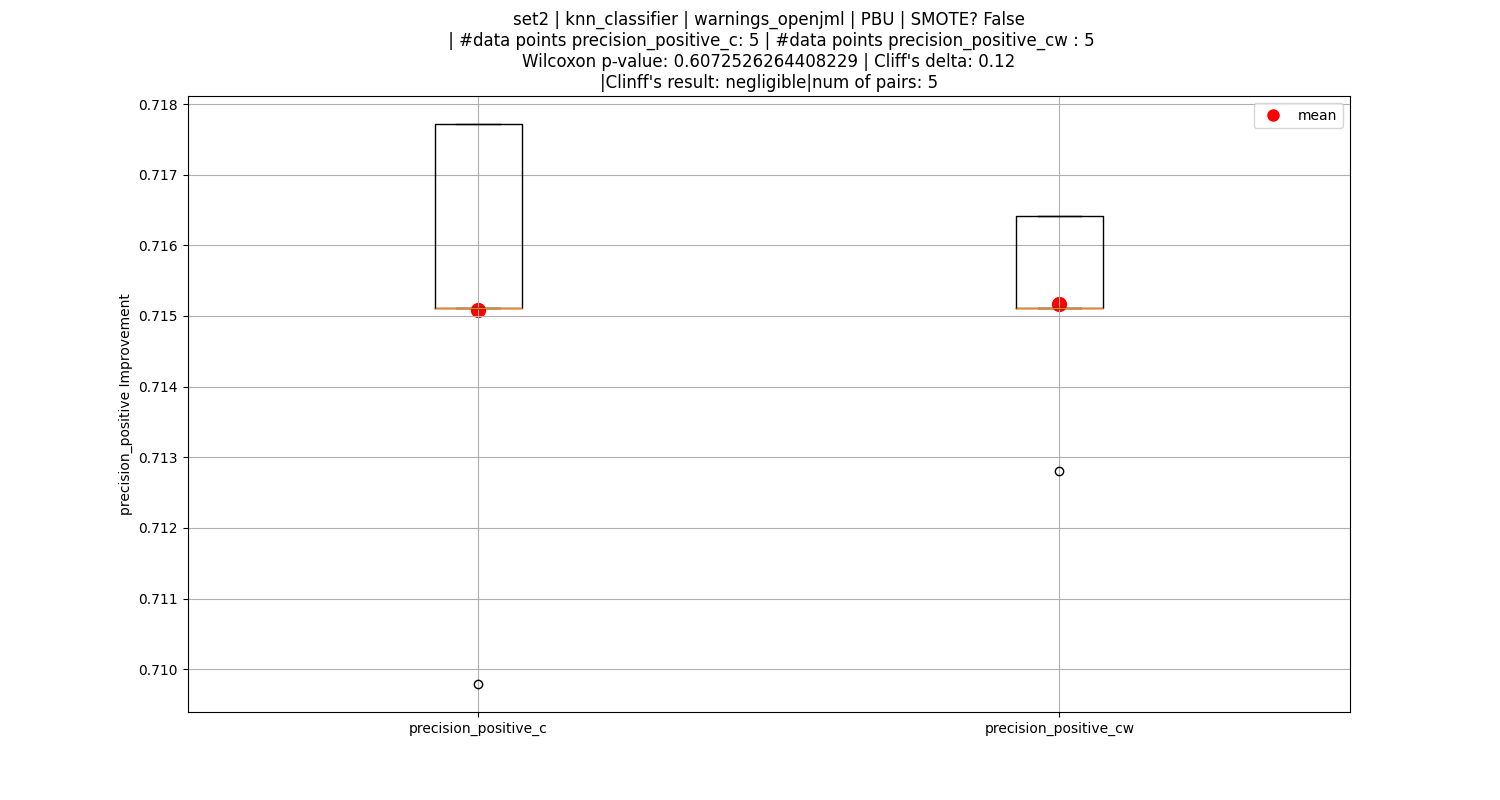 set2 | knn_classifier | warnings_openjml | PBU | SMOTE? False
| #data points precision_positive_c: 5 | #data points precision_positive_cw : 5
Wilcoxon p-value: 0.6072526264408229 | Cliff's delta: 0.12
|Clinff's result: negligible|num of pairs: 5
mean
precision_positive Improvement
0.718
0.717
0.716
0.715
0.714
0.713
0.712
0.711
0.710
precision_positive_c
precision_positive_cw